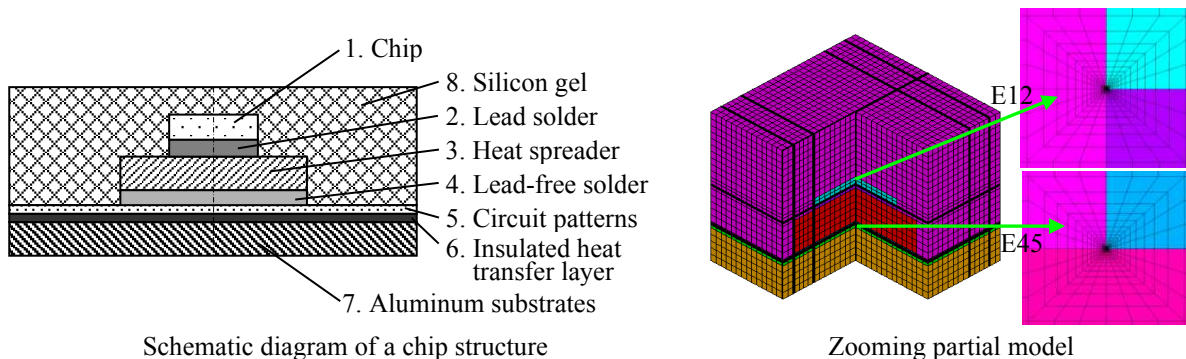 1. Chip
8. Silicon gel
2. Lead solder
3. Heat spreader
4. Lead-free solder
5. Circuit patterns
6. Insulated heat
transfer layer
7. Aluminum substrates
Schematic diagram of a chip structure
E12
E45
Zooming partial model